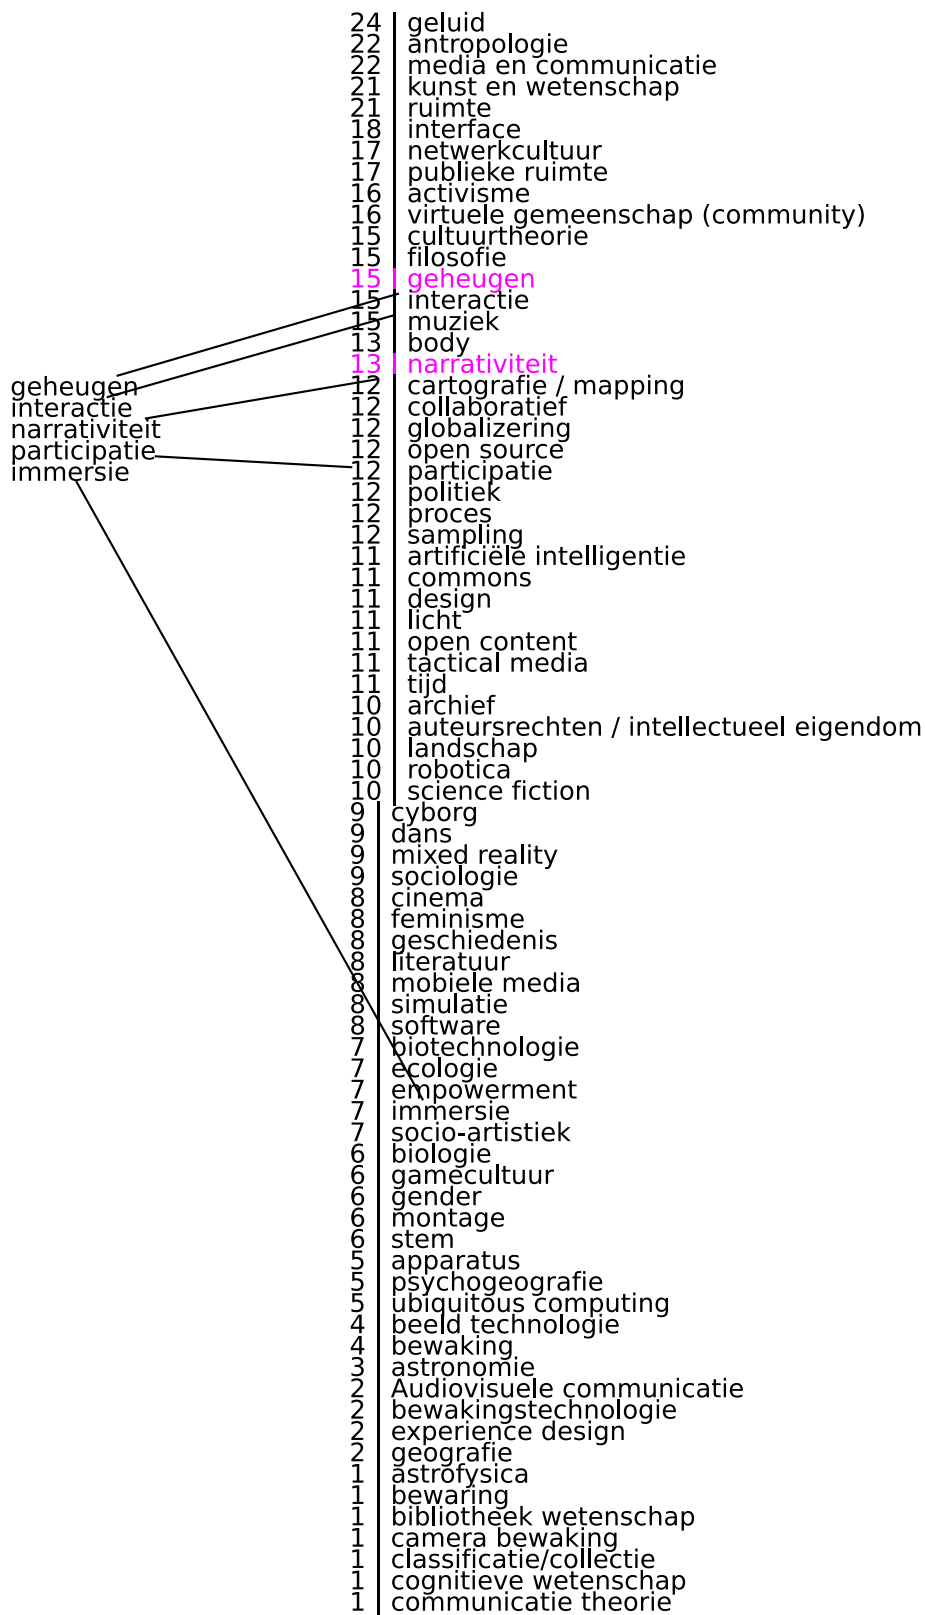 24 | geluid
22 | antropologie
22 | media en communicatie
21 | kunst en wetenschap
21 | ruimte
18 | interface
17 | netwerkcultuur
17 | publieke ruimte
16 | activisme
16 | virtuele gemeenschap (community)
15 | cultuurtheorie
15 | filosofie
15 | geheugen
15 | interactie
15 | muziek
13 | body
13 | narrativiteit
12 | cartografie / mapping
12 | collaboratief
12 | globalizering
12 | open source
12 | participatie
12 | politiek
12 | proces
12 | sampling
11 | artificiële intelligentie
11 | commons
11 | design
11 | licht
11 | open content
11 | tactical media
11 | tijd
10 | archief
10 | auteursrechten / intellectueel eigendom
10 | landschap
10 | robotica
10 | science fiction
9 | cyborg
9 | dans
9 | mixed reality
9 | sociologie
8 | cinema
8 | feminisme
8 | geschiedenis
8 | literatuur
8 | mobiele media
8 | simulatie
8 | software
7 | biotechnologie
7 | ecologie
7 | empowerment
7 | immersie
7 | socio-artistiek
6 | biologie
6 | gamecultuur
6 | gender
6 | montage
6 | stem
5 | apparatus
5 | psychogeografie
5 | ubiquitous computing
4 | beeld technologie
4 | bewaking
3 | astronomie
2 | Audiovisuele communicatie
2 | bewakingstechnologie
2 | experience design
2 | geografie
1 | astrofysica
1 | bewaring
1 | bibliotheek wetenschap
1 | camera bewaking
1 | classificatie/collectie
1 | cognitieve wetenschap
1 | communicatie theorie
geheugen
interactie
narrativiteit
participatie
immersie